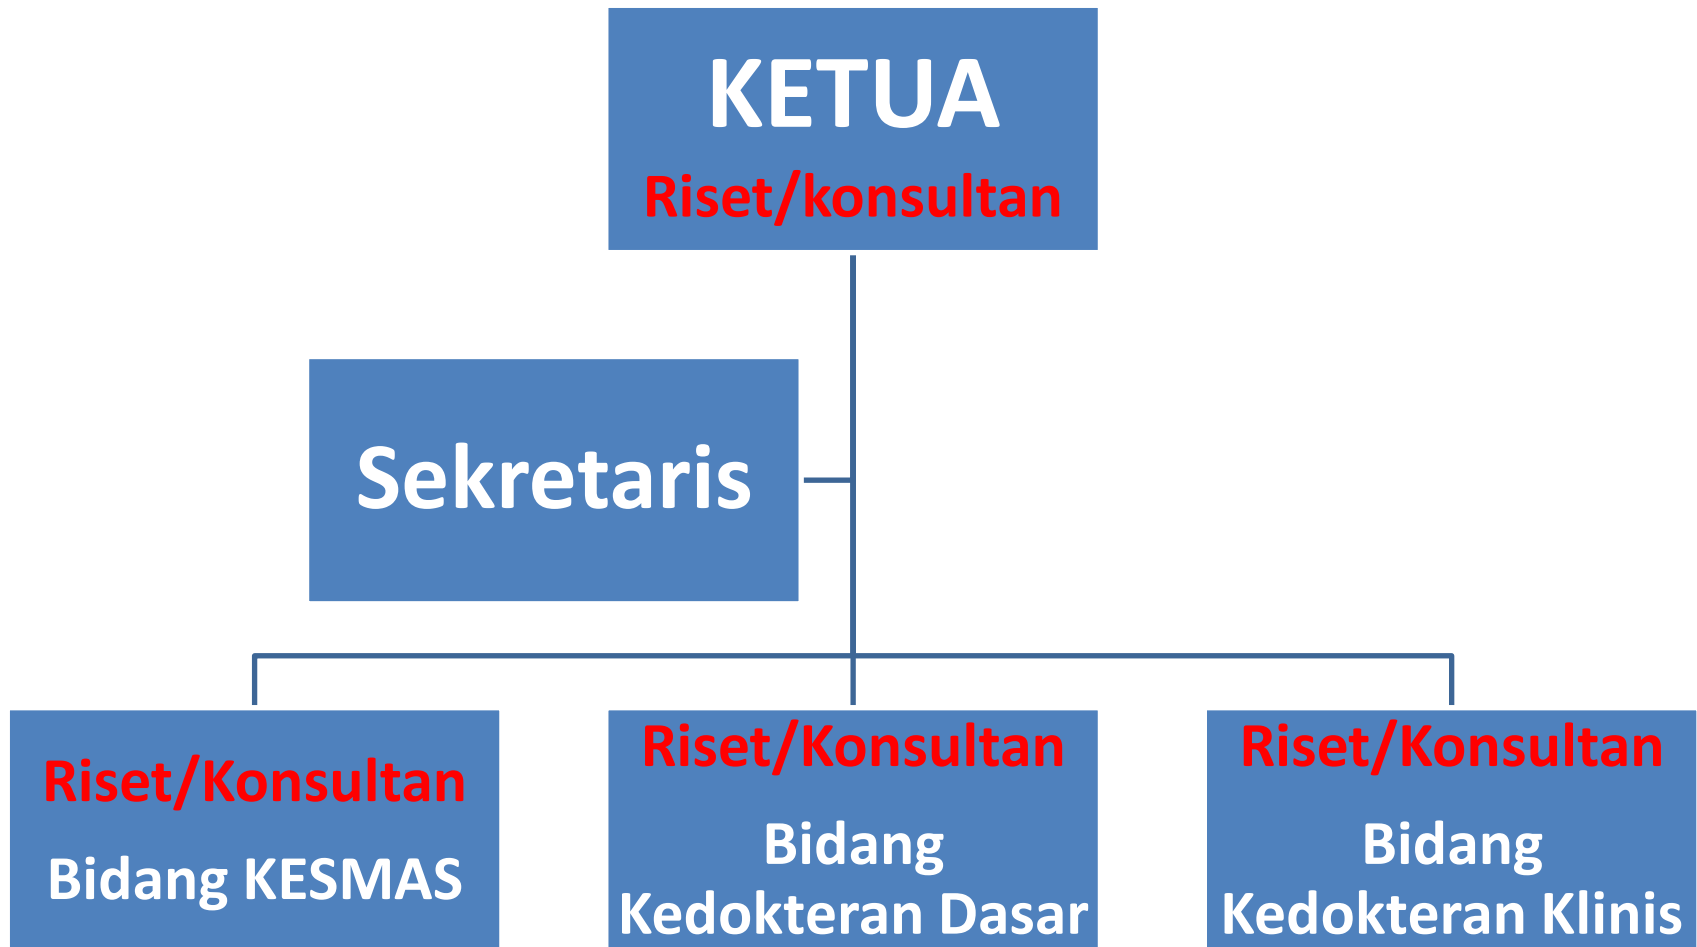 KETUA
Riset/konsultan
Sekretaris
Riset/Konsultan
Bidang KESMAS
Riset/Konsultan
Bidang
Kedokteran Dasar
Riset/Konsultan
Bidang
Kedokteran Klinis